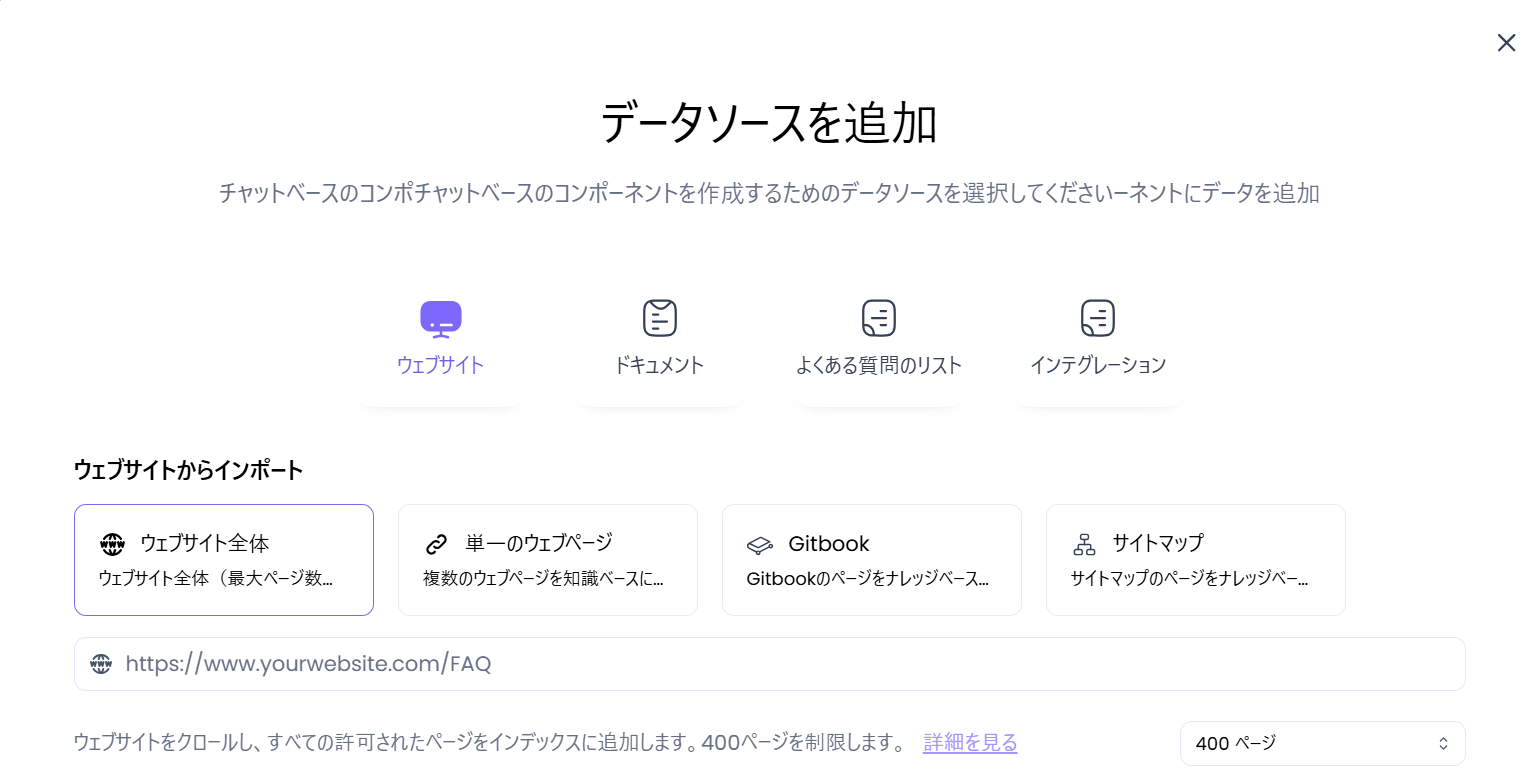 データソースを追加
チャットベースのコンポチャットベースのコンポーネントを作成するためのデータソースを選択してくださいーネントにデータを追加
ウェブサイト
ドキュメント
よくある質問のリスト
インテグレーション
ウェブサイトからインポート
ウェブサイト全体
ウェブサイト全体（最大ページ数...
単一のウェブページ
複数のウェブページを知識ベースに...
Gitbook
Gitbookのページをナレッジベース...
サイトマップ
サイトマップのページをナレッジベー...
https://www.yourwebsite.com/FAQ
ウェブサイトをクロールし、すべての許可されたページをインデックスに追加します。400ページを制限します。 詳細を見る
400 ページ